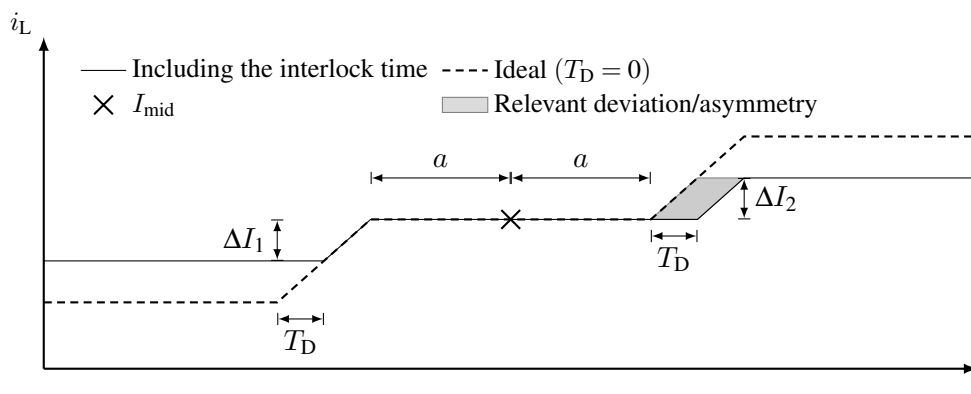 i_L
Including the interlock time
Ideal (T_D = 0)
I_mid
Relevant deviation/asymmetry
a
a
ΔI_1
ΔI_2
T_D
T_D